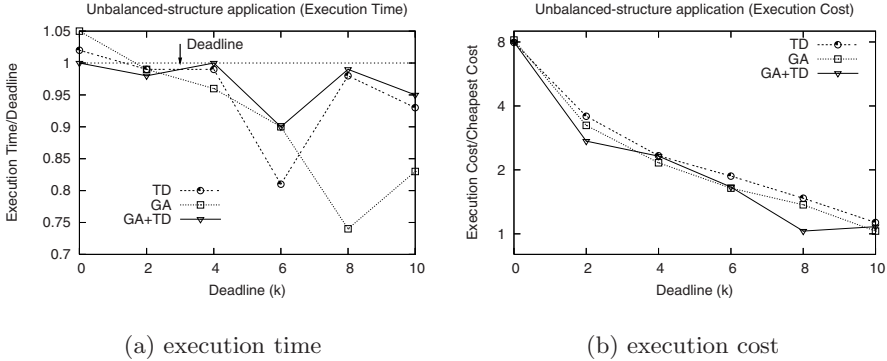 Unbalanced-structure application (Execution Time)
Execution Time/Deadline
1.05
1
0.95
0.9
0.85
0.8
0.75
0.7
Deadline
TD
GA
GA+TD
0 2 4 6 8 10
Deadline (k)
(a) execution time
Unbalanced-structure application (Execution Cost)
Execution Cost/Cheapest Cost
8
4
2
1
TD
GA
GA+TD
0 2 4 6 8 10
Deadline (k)
(b) execution cost